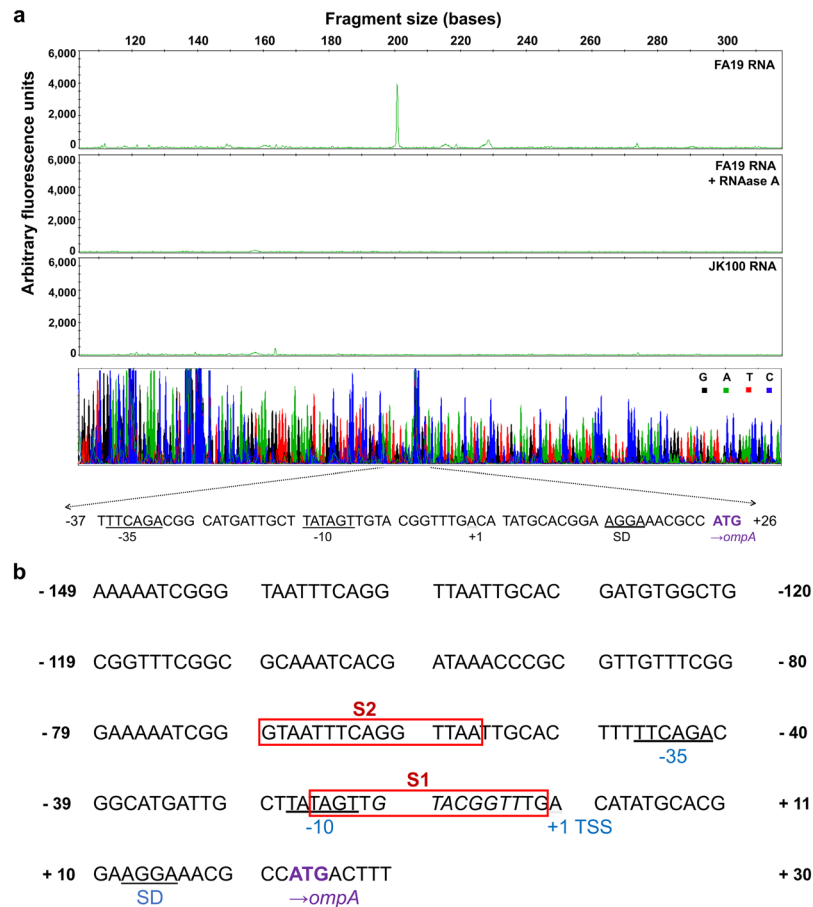 a
Fragment size (bases)
120 140 160 180 200 220 240 260 280 300
Arbitrary fluorescence units
6,000
4,000
2,000
0
FA19 RNA
6,000
4,000
2,000
0
FA19 RNA
+ RNAase A
6,000
4,000
2,000
0
JK100 RNA
G A T C
-37 TTTCAGACGG CATGATTGCT TATAGTTGTA CGGTTTGACA TATGCACGGA AGGAAACGCC ATG +26
-35 -10 +1 SD →ompA
b
- 149 AAAAATCGGG TAATTTCAGG TTAATTGCAC GATGTGGCTG -120
-119 CGGTTTCGGC GCAAATCACG ATAAACCCGC GTTGTTTCGG - 80
S2
- 79 GAAAAATCGG GTAATTTCAGG TTAATTGCAC TTTTTCAGAC - 40
-35
S1
- 39 GGCATGATTG CTTATAGTTG TACGGTTTGA CATATGCACG + 11
-10 +1 TSS
+ 10 GAAGGAAACG CCATGACTTT + 30
SD →ompA